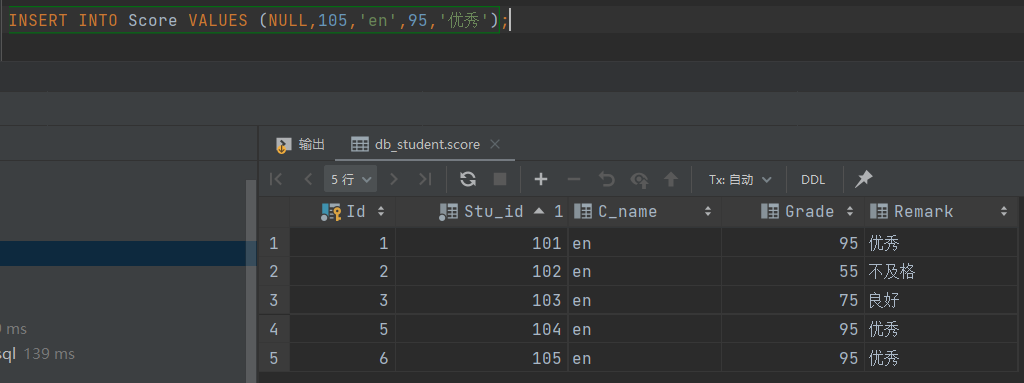 INSERT INTO Score VALUES (NULL,105,'en',95,'优秀');
输出 db_student.score
5 行 Tx: 自动 DDL
Id Stu_id 1 C_name Grade Remark
1 1 101 en 95 优秀
2 2 102 en 55 不及格
3 3 103 en 75 良好
4 5 104 en 95 优秀
5 6 105 en 95 优秀
ms
sql 139 ms